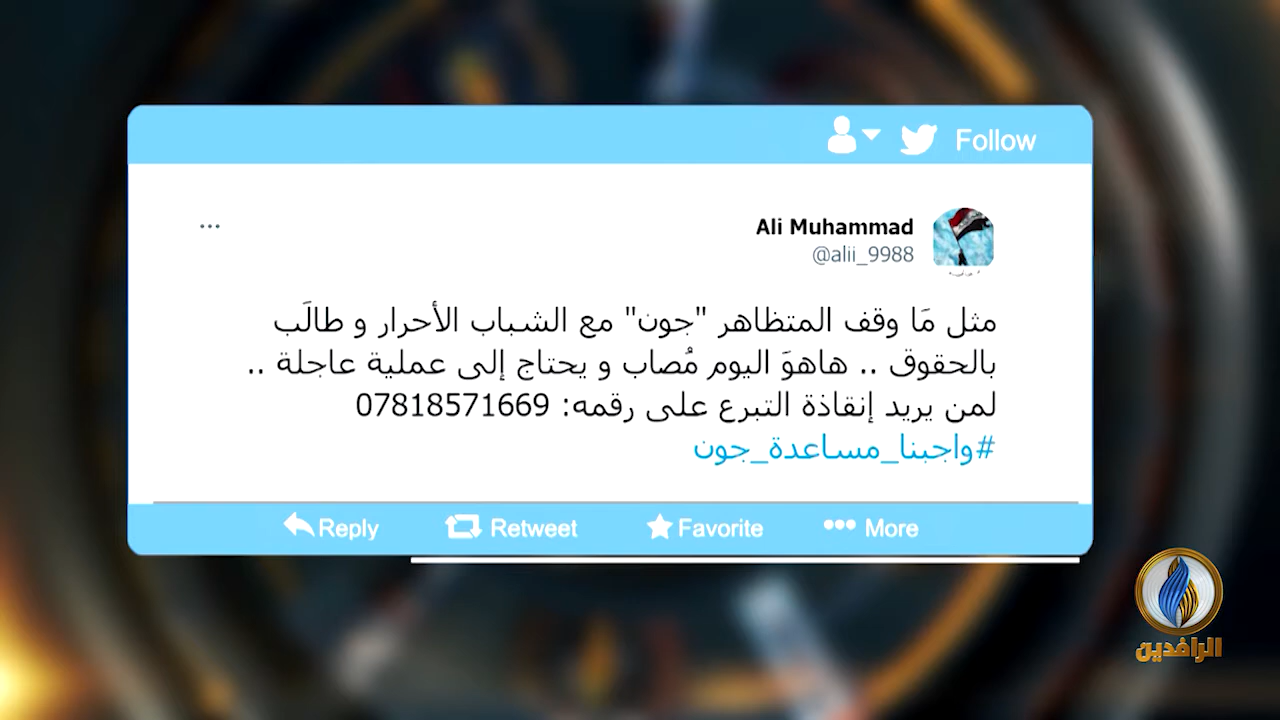 Follow
Ali Muhammad
@alii_9988
مثل مَا وقف المتظاهر "جون" مع الشباب الأحرار و طالَب
بالحقوق .. هاهوَ اليوم مُصاب و يحتاج إلى عملية عاجلة ..
لمن يريد إنقاذة التبرع على رقمه: 07818571669
#واجبنا_مساعدة_جون
Reply Retweet Favorite More
الرافدين